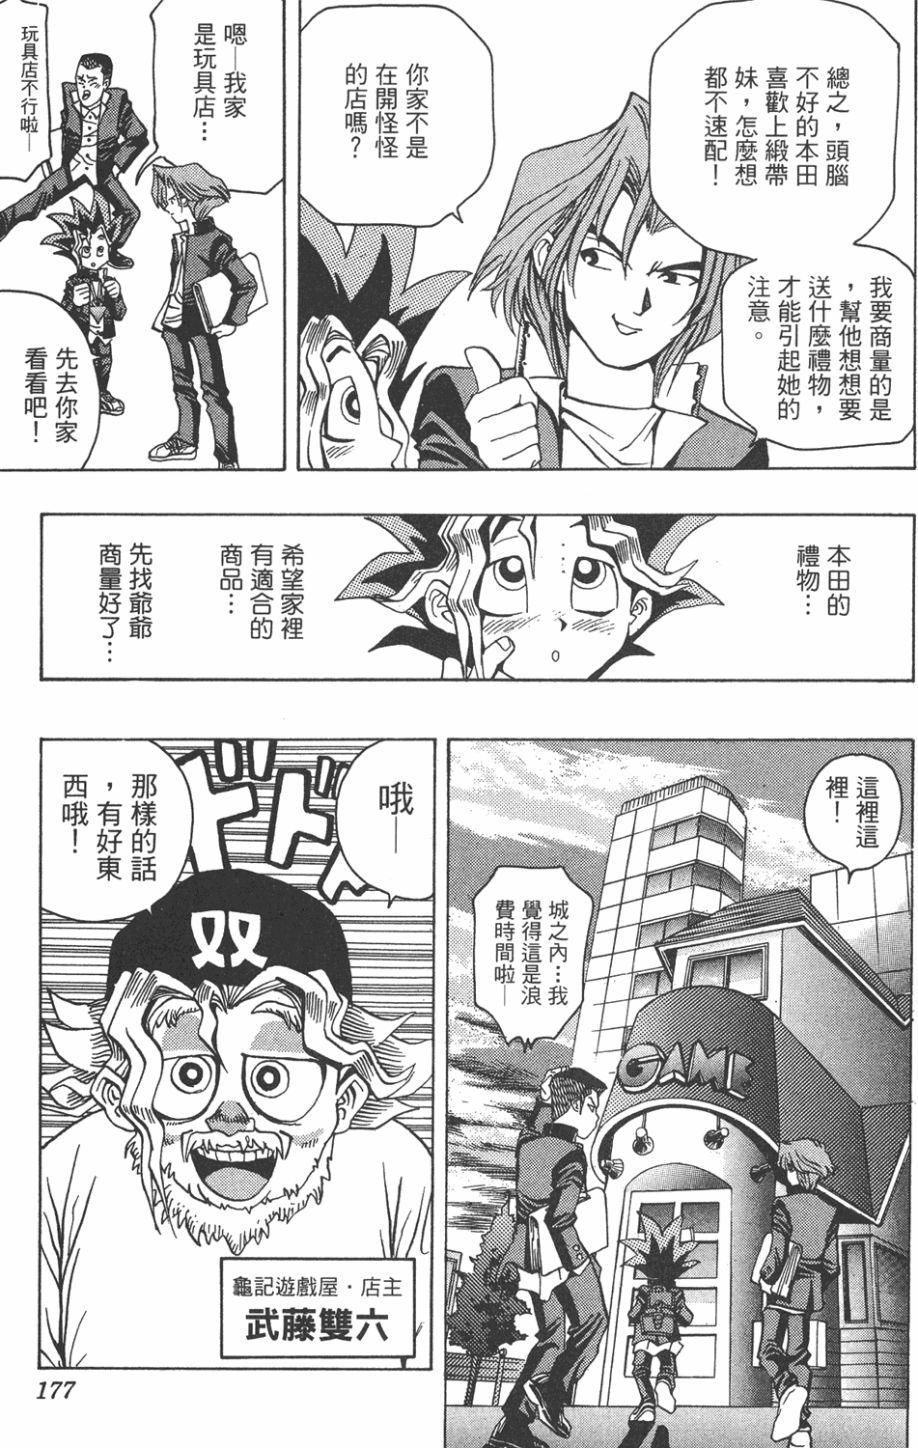 總之，頭腦
不好的本田
喜歡上緞帶
妹，怎麼想
都不速配！
我要商量的是
，幫他想想要
送什麼禮物，
才能引起她的
注意。
你家不是
在開怪怪
的店嗎？
嗯—我家
是玩具店…
玩具店不行啦—
先去你家
看看吧！
本田的
禮物…
…
希望家裡
有適合的
商品…
先找爺爺
商量好了…
這裡這
裡！
城之內…我
覺得這是浪
費時間啦—
GAME
哦—
那樣的話
，有好東
西哦！
ドドン
双
龜記遊戲屋・店主
武藤雙六
177